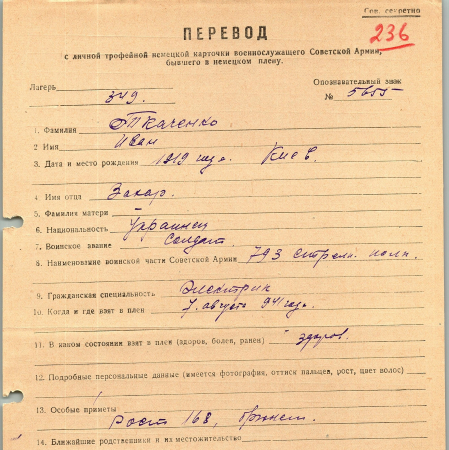 Сов. секретно
236
ПЕРЕВОД
с личной трофейной немецкой карточки военнослужащего Советской Армии,
бывшего в немецком плену.
Лагерь 349.
Опознавательный знак
№ 5655
1. Фамилия Ткаченко
2 Имя Иван
3. Дата и место рождения 1919 года. Киев.
4. Имя отца Захар.
5. Фамилия матери
6. Национальность Украинец
7. Воинское звание Солдат.
8. Наименование воинской части Советской Армии 793 стрелк. полк.
9. Гражданская специальность Электрик
10. Когда и где взят в плен 7 августа 941 года.
11. В каком состоянии взят в плен (здоров, болен, ранен) здоров.
12. Подробные персональные данные (имеется фотография, оттиск пальцев, рост, цвет волос)
13. Особые приметы
Рост 168,
14. Ближайшие родственники и их местожительство